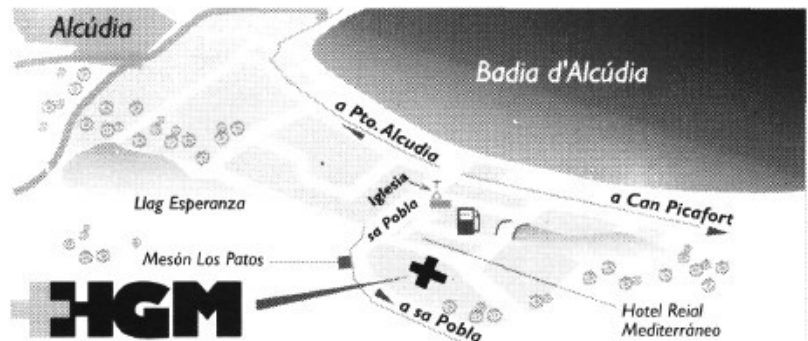 Alcúdia
Badia d'Alcúdia
a Pto. Alcudia
Iglesia
a Can Picafort
Llag Esperanza
sa Pobla
Mesón Los Patos
HGM
a sa Pobla
Hotel Reial
Mediterráneo